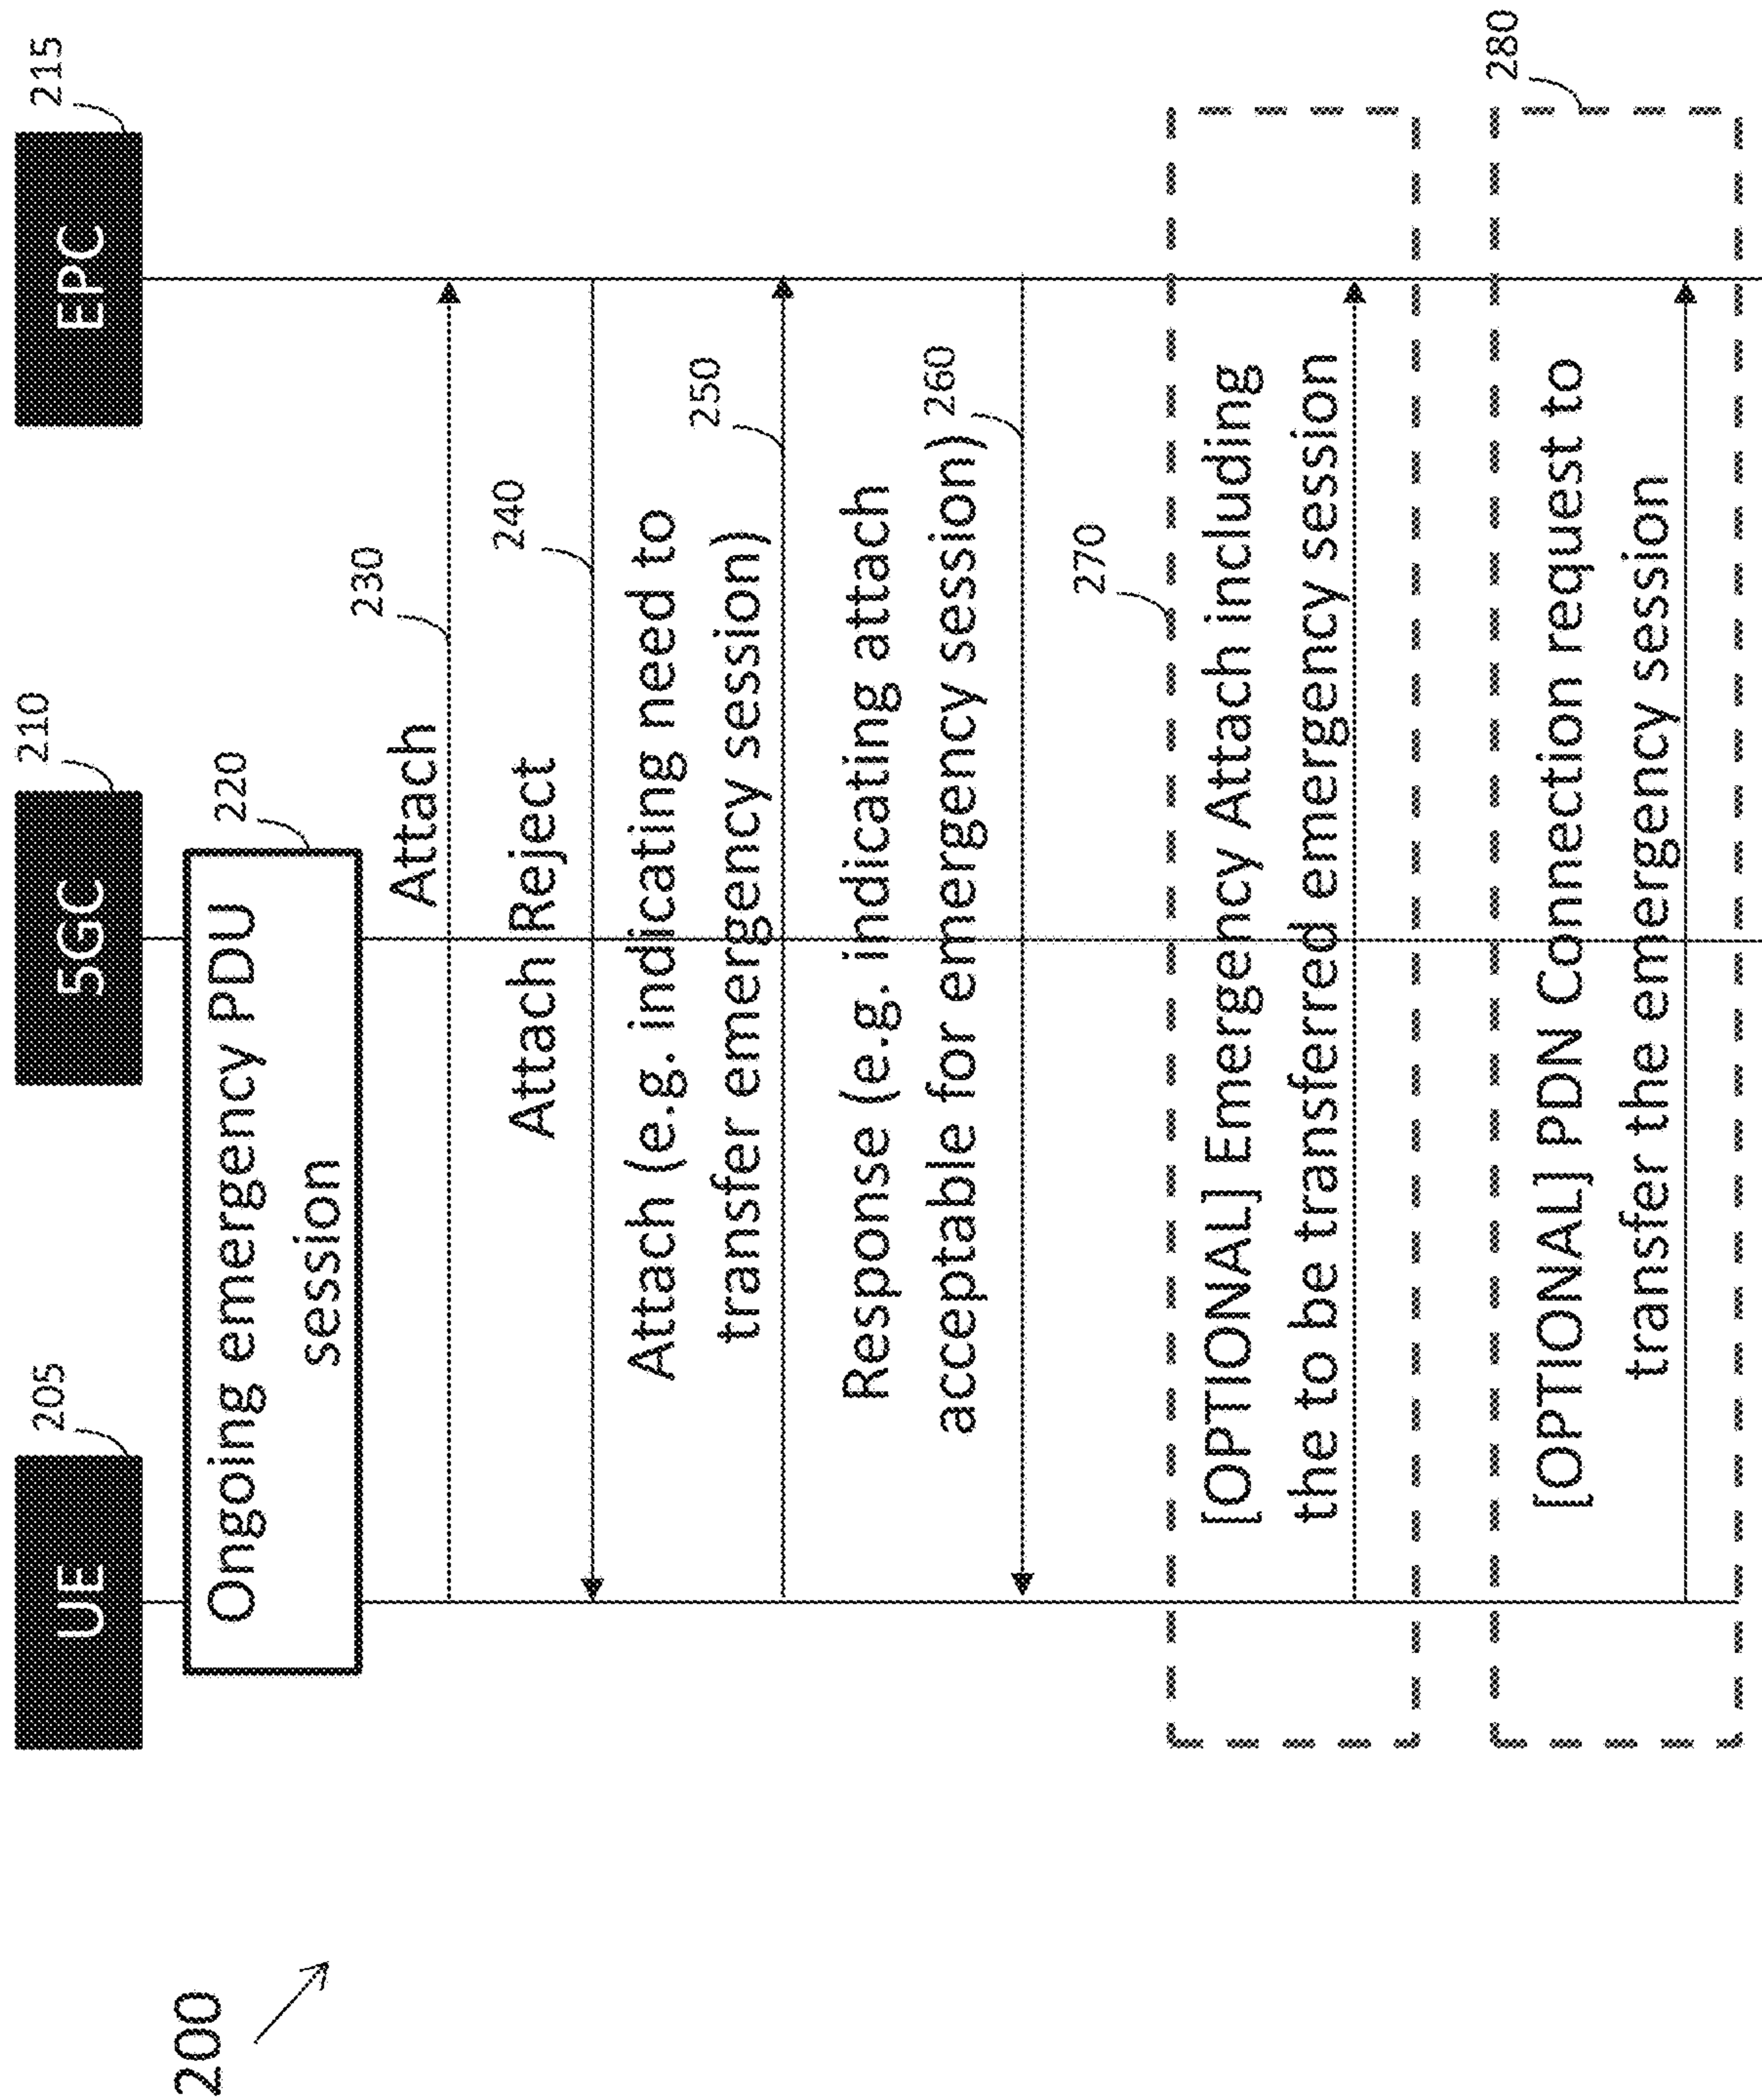 200
205
UE
210
5GC
215
EPC
220
Ongoing emergency PDU
session
230
Attach
240
Attach Reject
250
Attach (e.g. indicating need to
transfer emergency session)
260
Response (e.g. indicating attach
acceptable for emergency session)
270
[OPTIONAL] Emergency Attach including
the to be transferred emergency session
280
[OPTIONAL] PDN Connection request to
transfer the emergency session